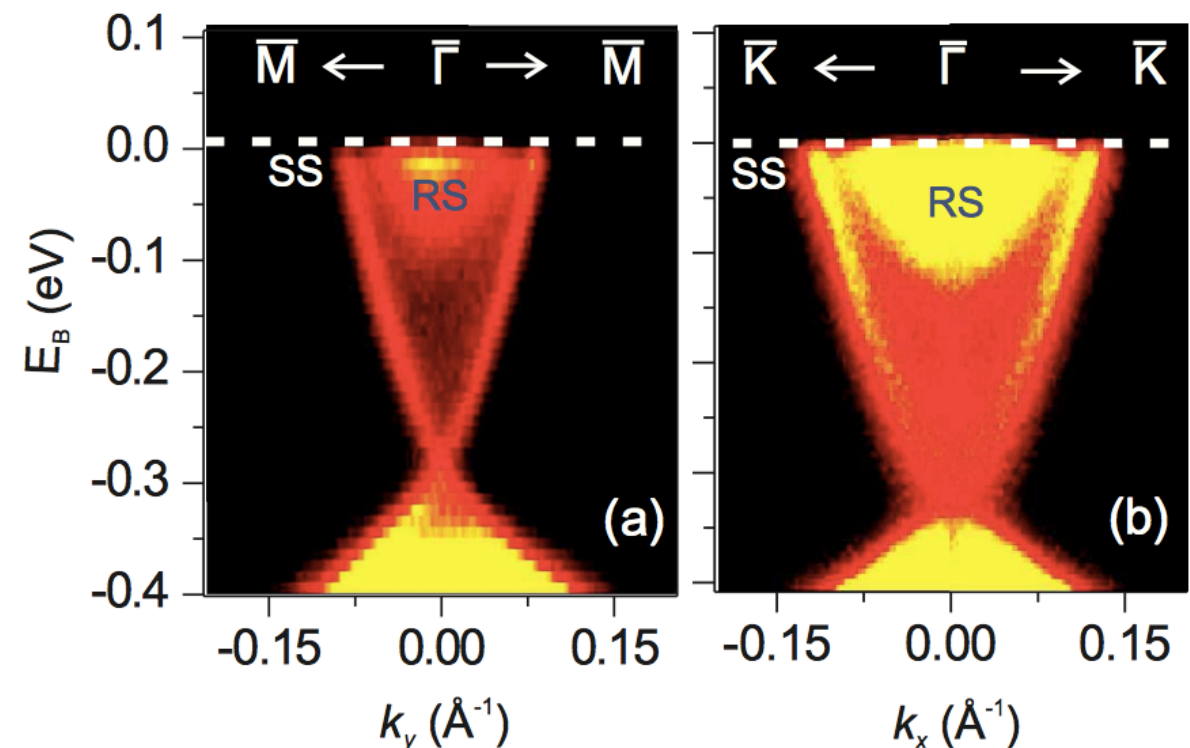 0.1
0.0
-0.1
-0.2
-0.3
-0.4
E_B (eV)
M̅ ← Γ̅ → M̅
SS
RS
(a)
-0.15 0.00 0.15
k_y (Å⁻¹)
K̅ ← Γ̅ → K̅
SS
RS
(b)
-0.15 0.00 0.15
k_x (Å⁻¹)